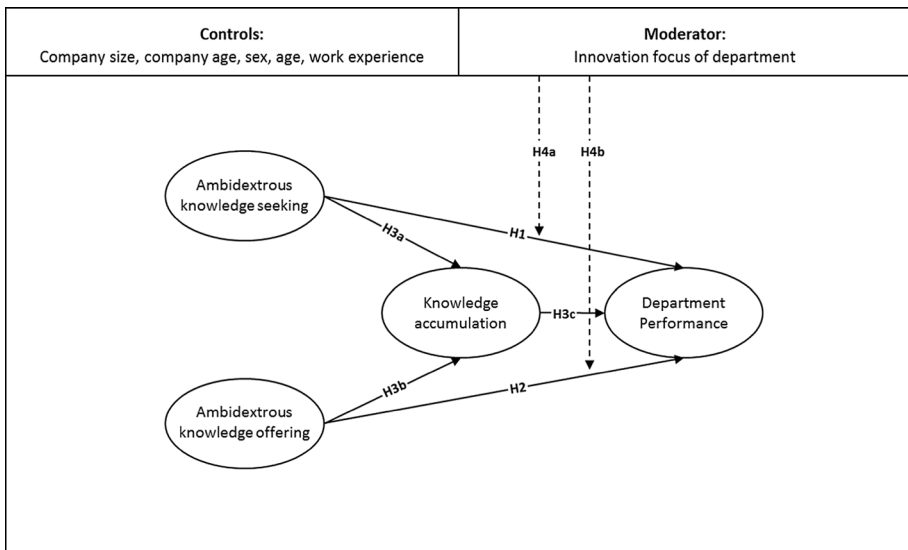 Controls:
Company size, company age, sex, age, work experience
Moderator:
Innovation focus of department
H4a
H4b
Ambidextrous
knowledge seeking
H3a
H1
Knowledge
accumulation
H3c
Department
Performance
H3b
H2
Ambidextrous
knowledge offering